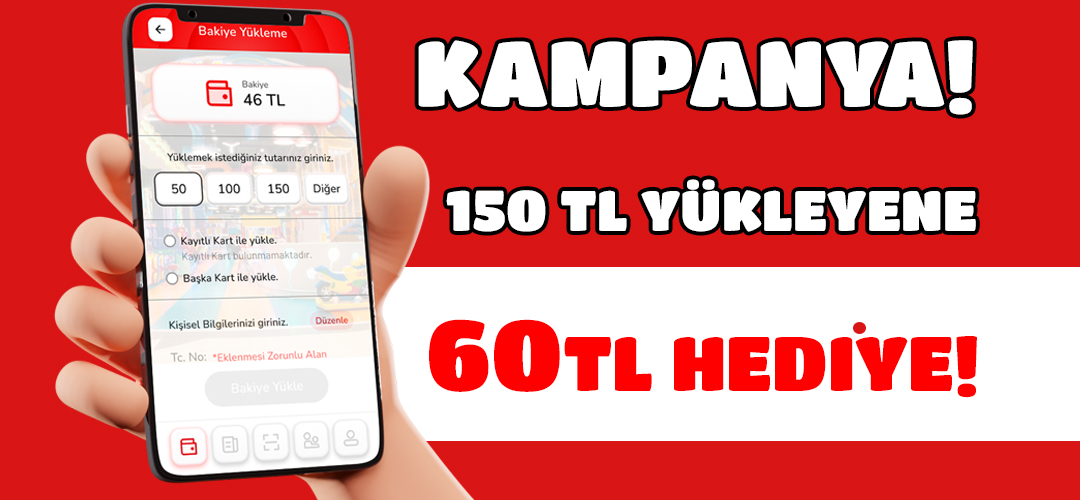 Bakiye Yükleme
Bakiye
46 TL
Yüklemek istediğiniz tutarınız giriniz.
50 100 150 Diğer
Kayıtlı Kart ile yükle.
Kayıtlı Kart bulunmamaktadır.
Başka Kart ile yükle.
Kişisel Bilgilerinizi giriniz. Düzenle
Tc. No: *Eklenmesi Zorunlu Alan
Bakiye Yükle
KAMPANYA!
150 TL YÜKLEYENE
60TL HEDİYE!